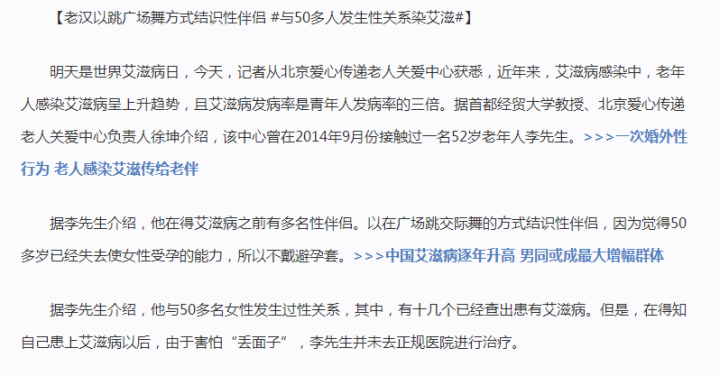 【老汉以跳广场舞方式结识性伴侣 #与50多人发生性关系染艾滋#】
明天是世界艾滋病日，今天，记者从北京爱心传递老人关爱中心获悉，近年来，艾滋病感染中，老年
人感染艾滋病呈上升趋势，且艾滋病发病率是青年人发病率的三倍。据首都经贸大学教授、北京爱心传递
老人关爱中心负责人徐坤介绍，该中心曾在2014年9月份接触过一名52岁老年人李先生。>>>一次婚外性
行为 老人感染艾滋传给老伴
据李先生介绍，他在得艾滋病之前有多名性伴侣。以在广场跳交际舞的方式结识性伴侣，因为觉得50
多岁已经失去使女性受孕的能力，所以不戴避孕套。>>>中国艾滋病逐年升高 男同或成最大增幅群体
据李先生介绍，他与50多名女性发生过性关系，其中，有十几个已经查出患有艾滋病。但是，在得知
自己患上艾滋病以后，由于害怕“丢面子”，李先生并未去正规医院进行治疗。